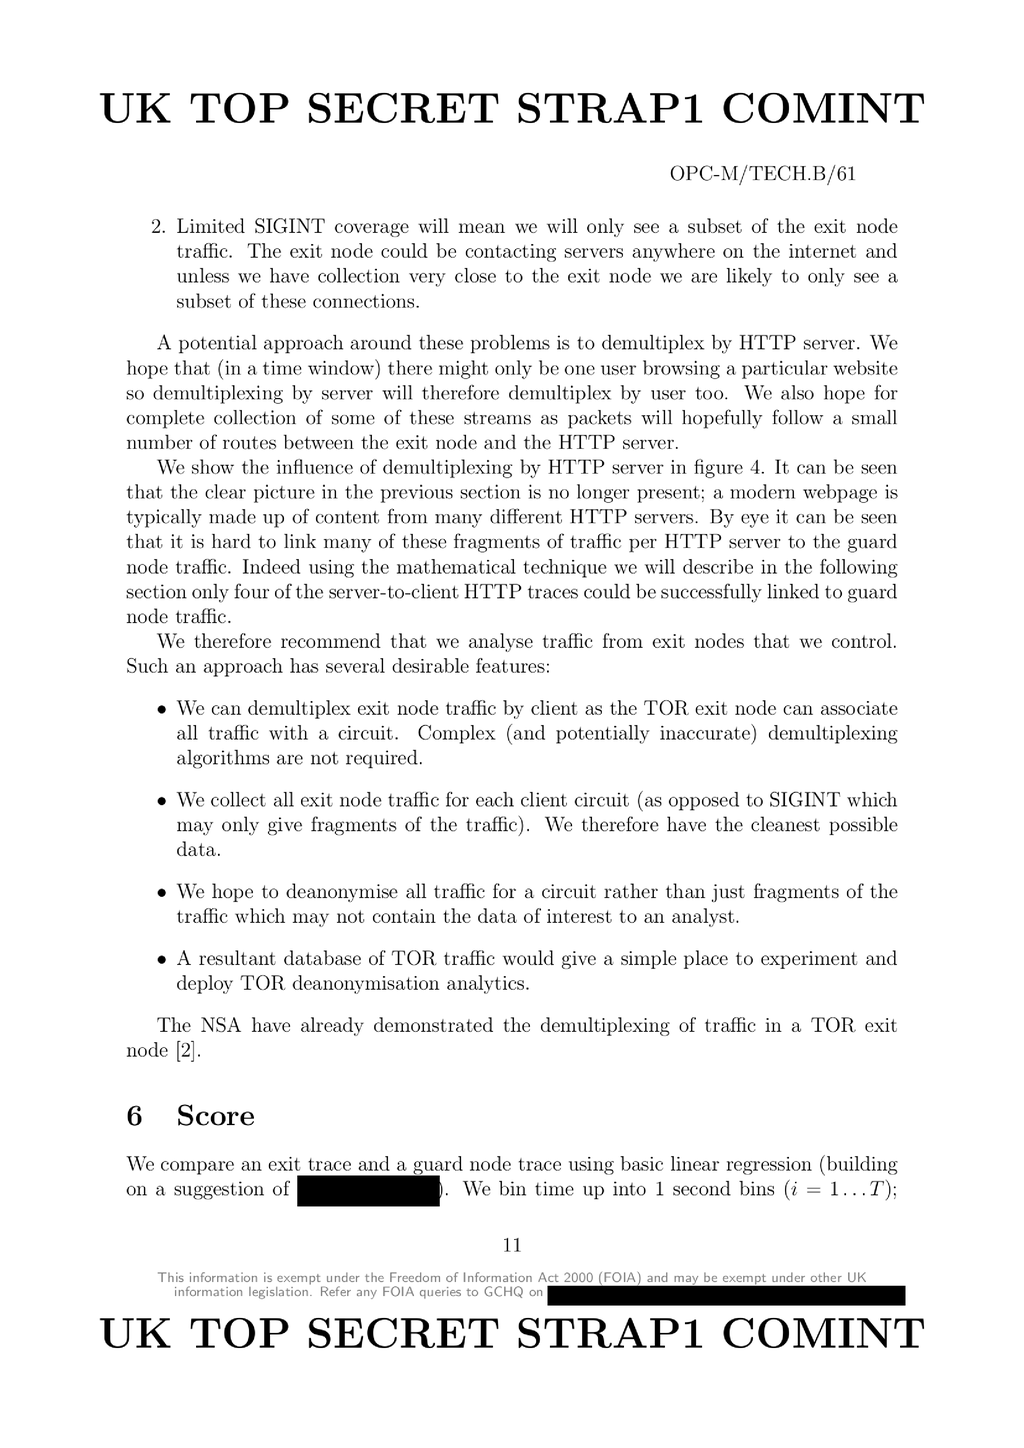 UK TOP SECRET STRAP1 COMINT
OPC-M/TECH.B/61
2. Limited SIGINT coverage will mean we will only see a subset of the exit node
traffic. The exit node could be contacting servers anywhere on the internet and
unless we have collection very close to the exit node we are likely to only see a
subset of these connections.
A potential approach around these problems is to demultiplex by HTTP server. We
hope that (in a time window) there might only be one user browsing a particular website
so demultiplexing by server will therefore demultiplex by user too. We also hope for
complete collection of some of these streams as packets will hopefully follow a small
number of routes between the exit node and the HTTP server.
We show the influence of demultiplexing by HTTP server in figure 4. It can be seen
that the clear picture in the previous section is no longer present; a modern webpage is
typically made up of content from many different HTTP servers. By eye it can be seen
that it is hard to link many of these fragments of traffic per HTTP server to the guard
node traffic. Indeed using the mathematical technique we will describe in the following
section only four of the server-to-client HTTP traces could be successfully linked to guard
node traffic.
We therefore recommend that we analyse traffic from exit nodes that we control.
Such an approach has several desirable features:
• We can demultiplex exit node traffic by client as the TOR exit node can associate
all traffic with a circuit. Complex (and potentially inaccurate) demultiplexing
algorithms are not required.
• We collect all exit node traffic for each client circuit (as opposed to SIGINT which
may only give fragments of the traffic). We therefore have the cleanest possible
data.
• We hope to deanonymise all traffic for a circuit rather than just fragments of the
traffic which may not contain the data of interest to an analyst.
• A resultant database of TOR traffic would give a simple place to experiment and
deploy TOR deanonymisation analytics.
The NSA have already demonstrated the demultiplexing of traffic in a TOR exit
node [2].
6 Score
We compare an exit trace and a guard node trace using basic linear regression (building
on a suggestion of ). We bin time up into 1 second bins (i = 1 . . . T);
11
This information is exempt under the Freedom of Information Act 2000 (FOIA) and may be exempt under other UK
information legislation. Refer any FOIA queries to GCHQ on
UK TOP SECRET STRAP1 COMINT